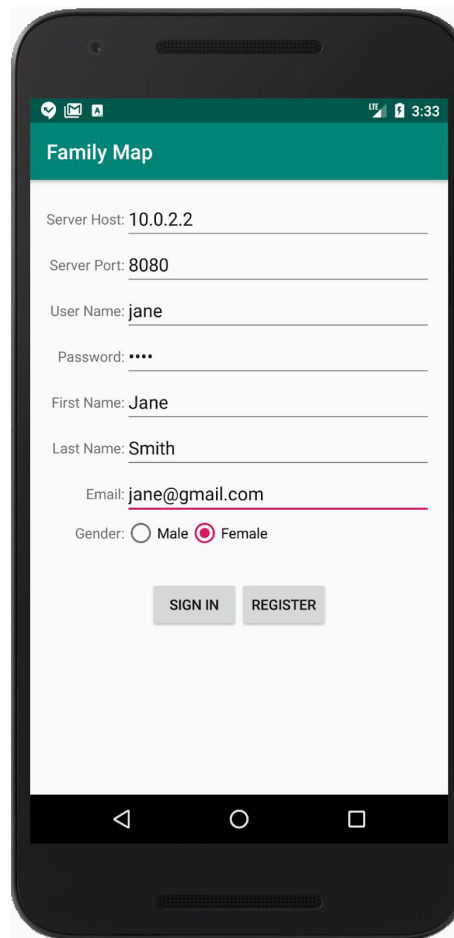 LTE 3:33
Family Map
Server Host: 10.0.2.2
Server Port: 8080
User Name: jane
Password: ••••
First Name: Jane
Last Name: Smith
Email: jane@gmail.com
Gender: Male Female
SIGN IN REGISTER